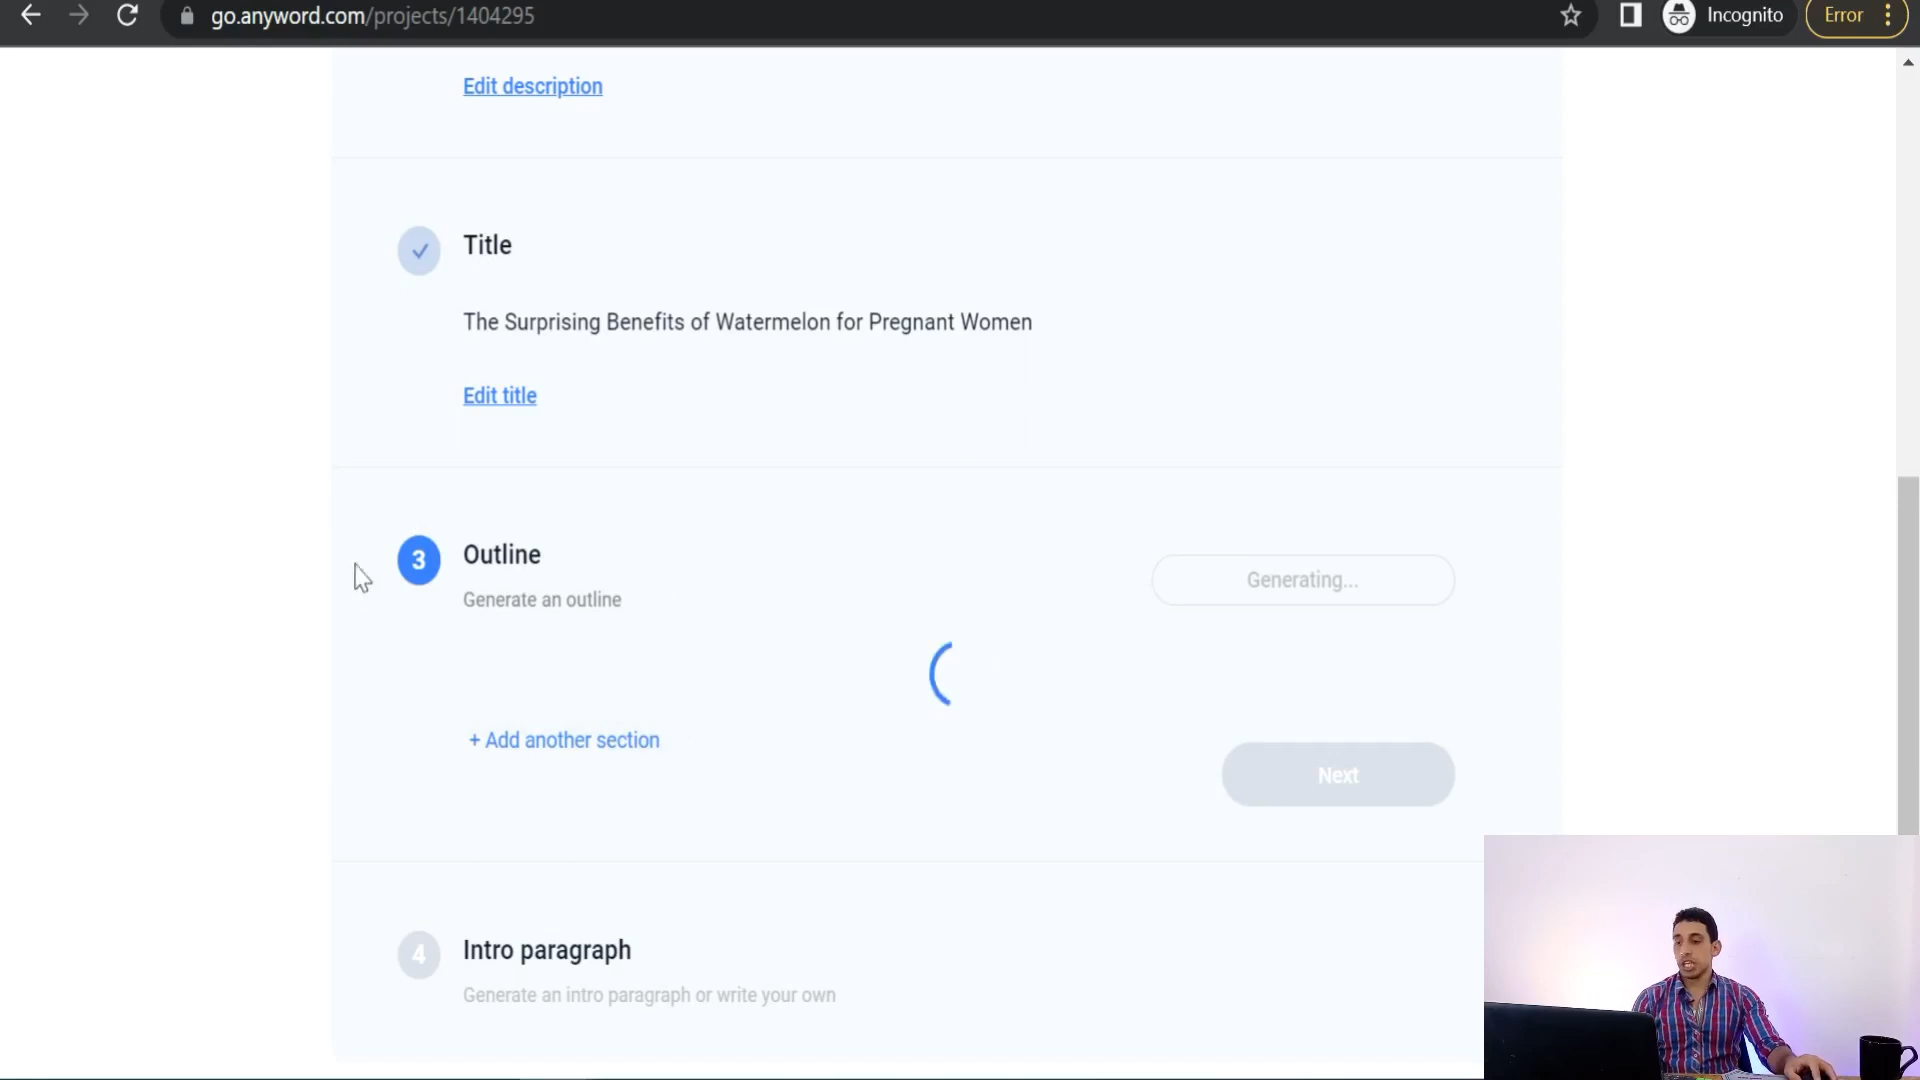 go.anyword.com/projects/1404295
Incognito
Error
Edit description
Title
The Surprising Benefits of Watermelon for Pregnant Women
Edit title
3
Outline
Generating...
Generate an outline
+ Add another section
Next
4
Intro paragraph
Generate an intro paragraph or write your own